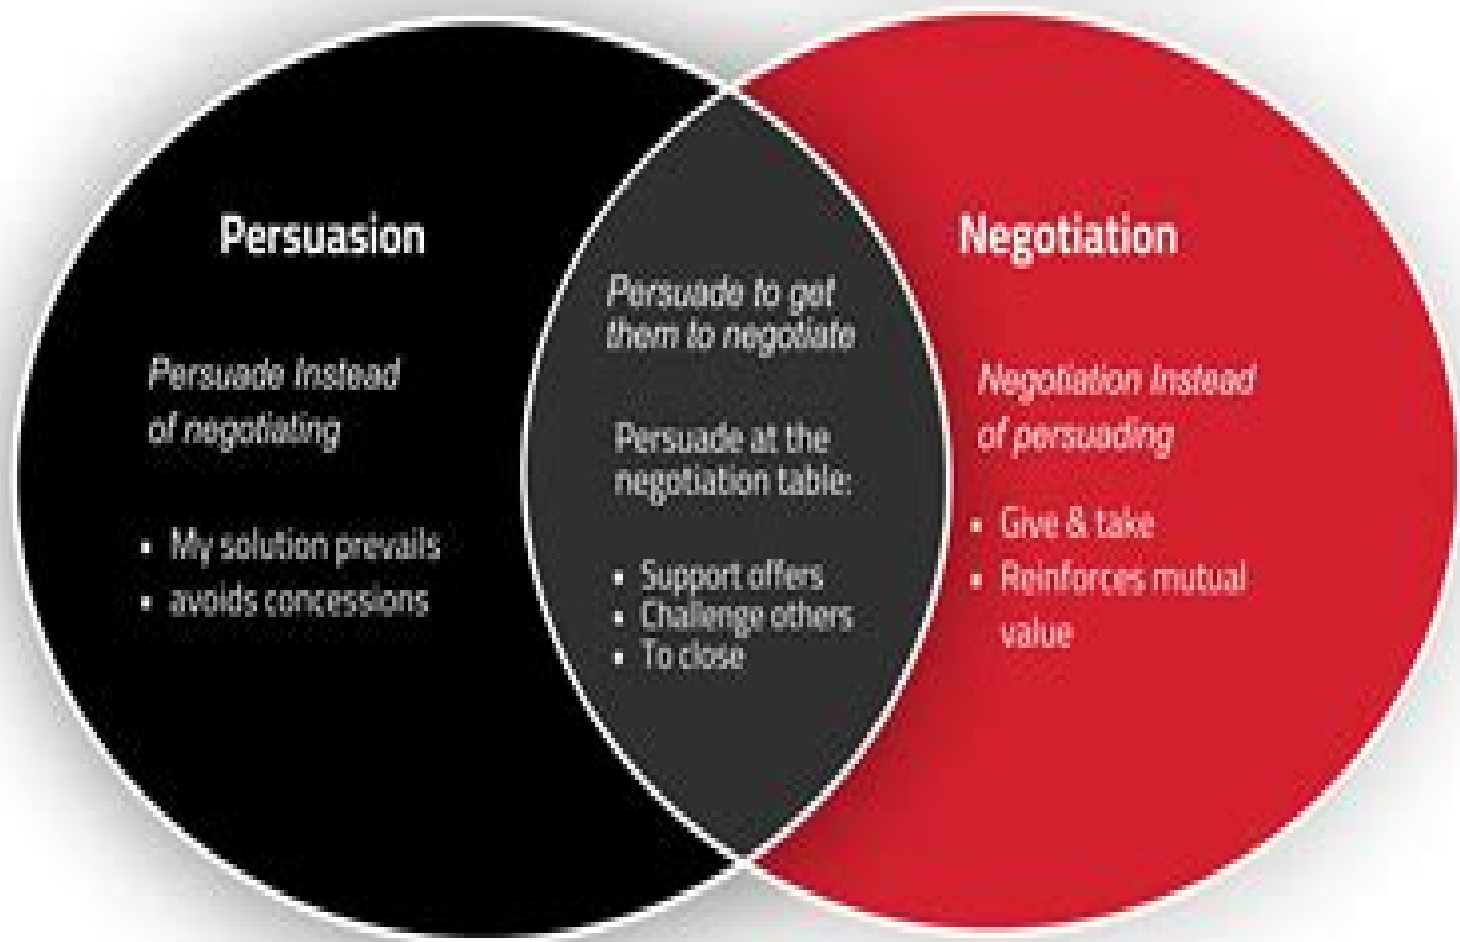 Persuasion
Persuade Instead
of negotiating
• My solution prevails
• avoids concessions
Persuade to get
them to negotiate
Persuade at the
negotiation table:
• Support offers
• Challenge others
• To close
Negotiation
Negotiation Instead
of persuading
• Give & take
• Reinforces mutual
value